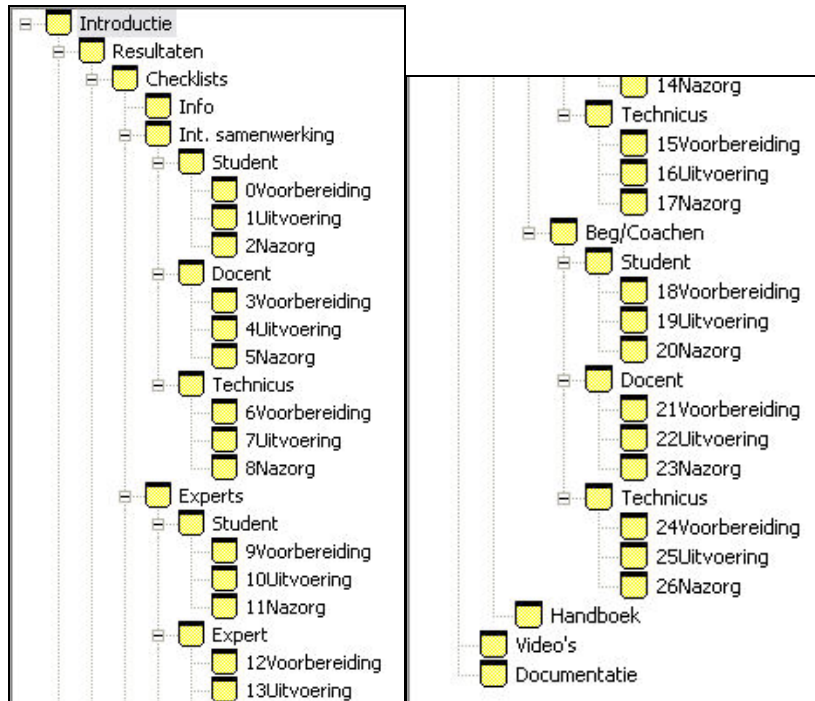 Introductie
Resultaten
Checklists
Info
Int. samenwerking
Student
0Voorbereiding
1Uitvoering
2Nazorg
Docent
3Voorbereiding
4Uitvoering
5Nazorg
Technicus
6Voorbereiding
7Uitvoering
8Nazorg
Experts
Student
9Voorbereiding
10Uitvoering
11Nazorg
Expert
12Voorbereiding
13Uitvoering
14Nazorg
Technicus
15Voorbereiding
16Uitvoering
17Nazorg
Beg/Coachen
Student
18Voorbereiding
19Uitvoering
20Nazorg
Docent
21Voorbereiding
22Uitvoering
23Nazorg
Technicus
24Voorbereiding
25Uitvoering
26Nazorg
Handboek
Video's
Documentatie